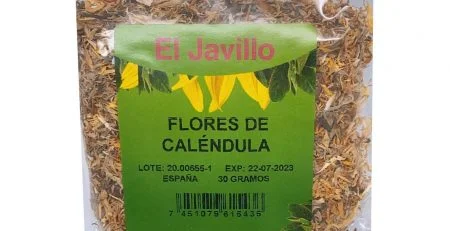 El Javillo
FLORES DE
CALÉNDULA
LOTE: 20.00655-1 EXP: 22-07-2023
ESPAÑA 30 GRAMOS
7 451079 615435